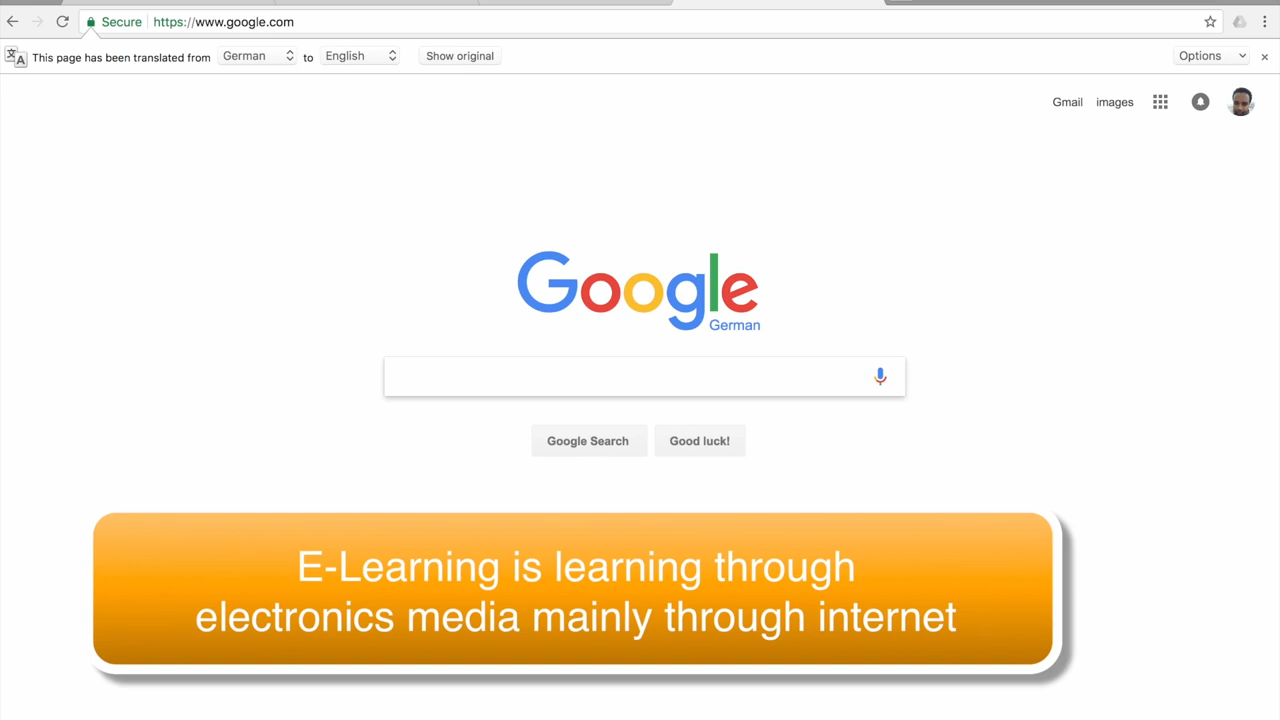 Secure https://www.google.com
This page has been translated from German to English Show original Options
Gmail images
Google
German
Google Search Good luck!
E-Learning is learning through
electronics media mainly through internet